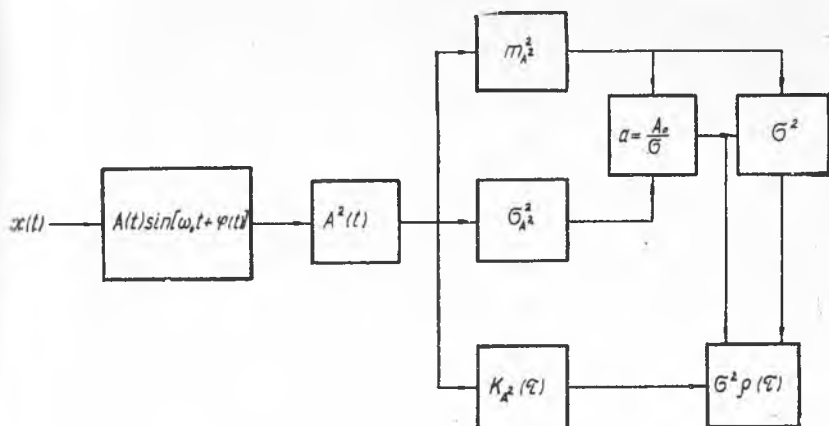 m²_A²
a = A₀/σ
σ²
x(t)
A(t)sin[ω₀t+φ(t)]
A²(t)
σ²_A²
K_A²(τ)
σ²ρ(τ)